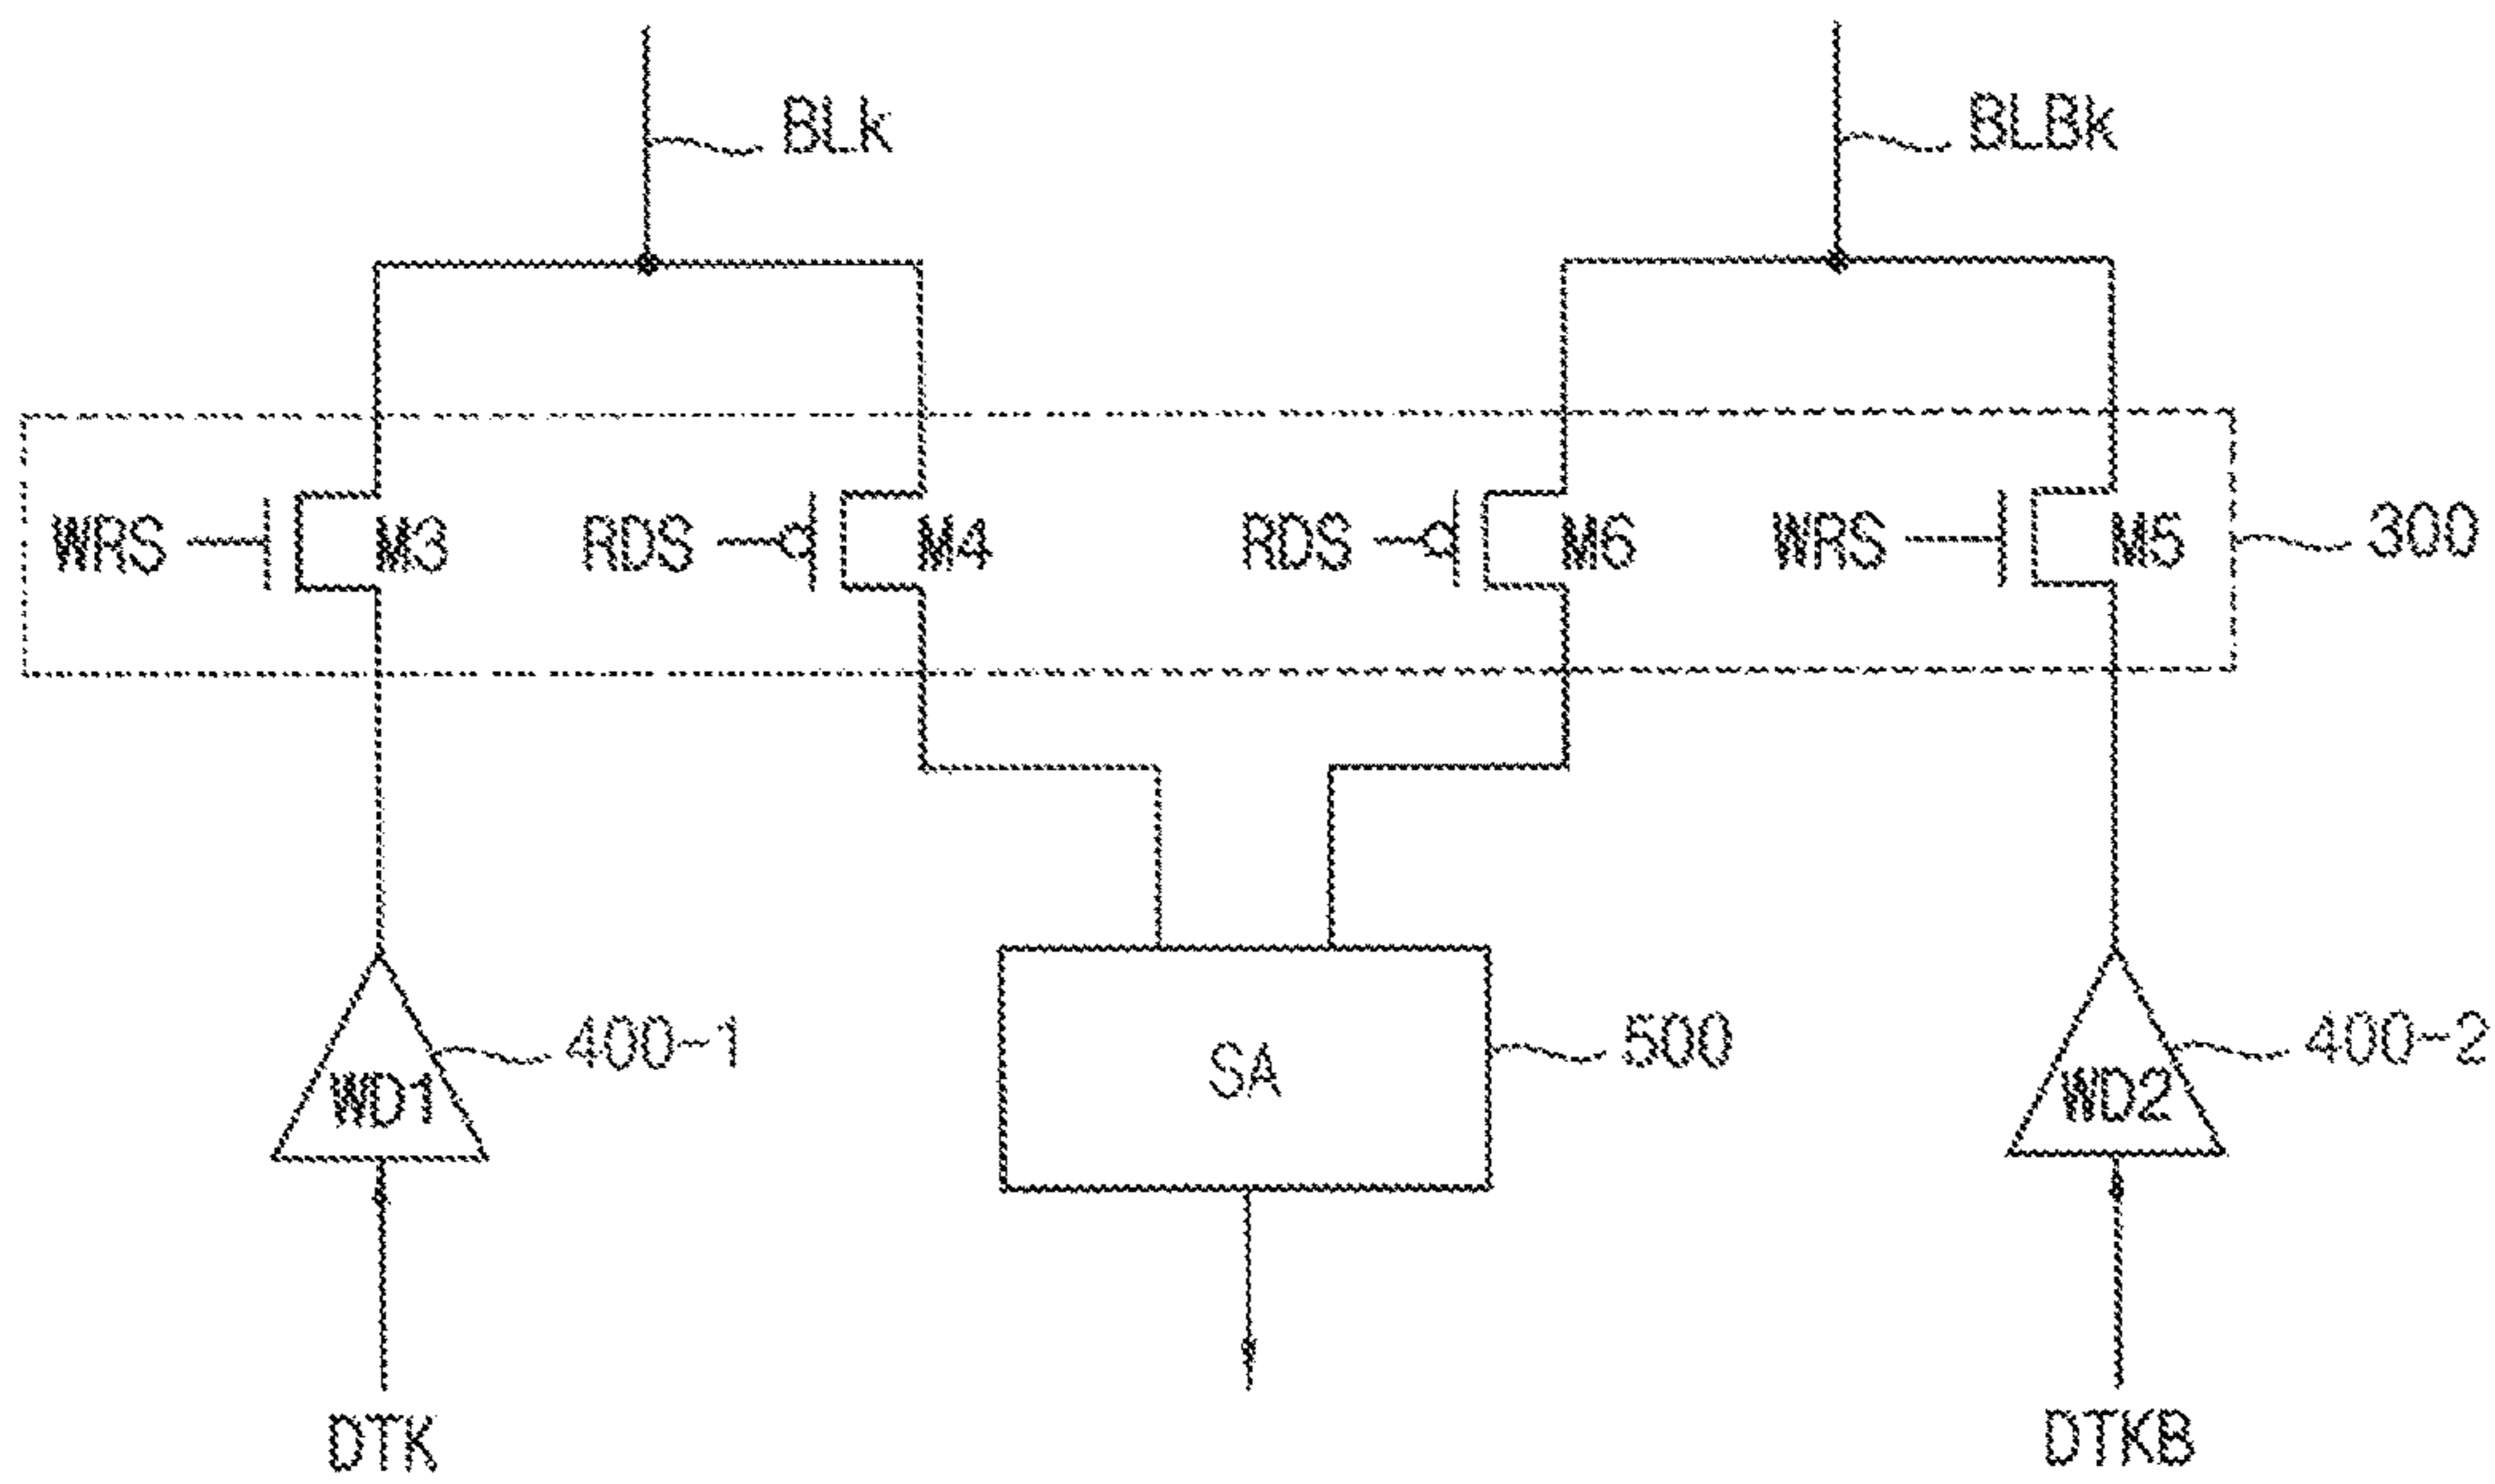 BLk
BLBk
WRS
M3
RDS
M4
RDS
M6
WRS
M5
300
400-1
WD1
SA
500
400-2
WD2
DTK
DTKB